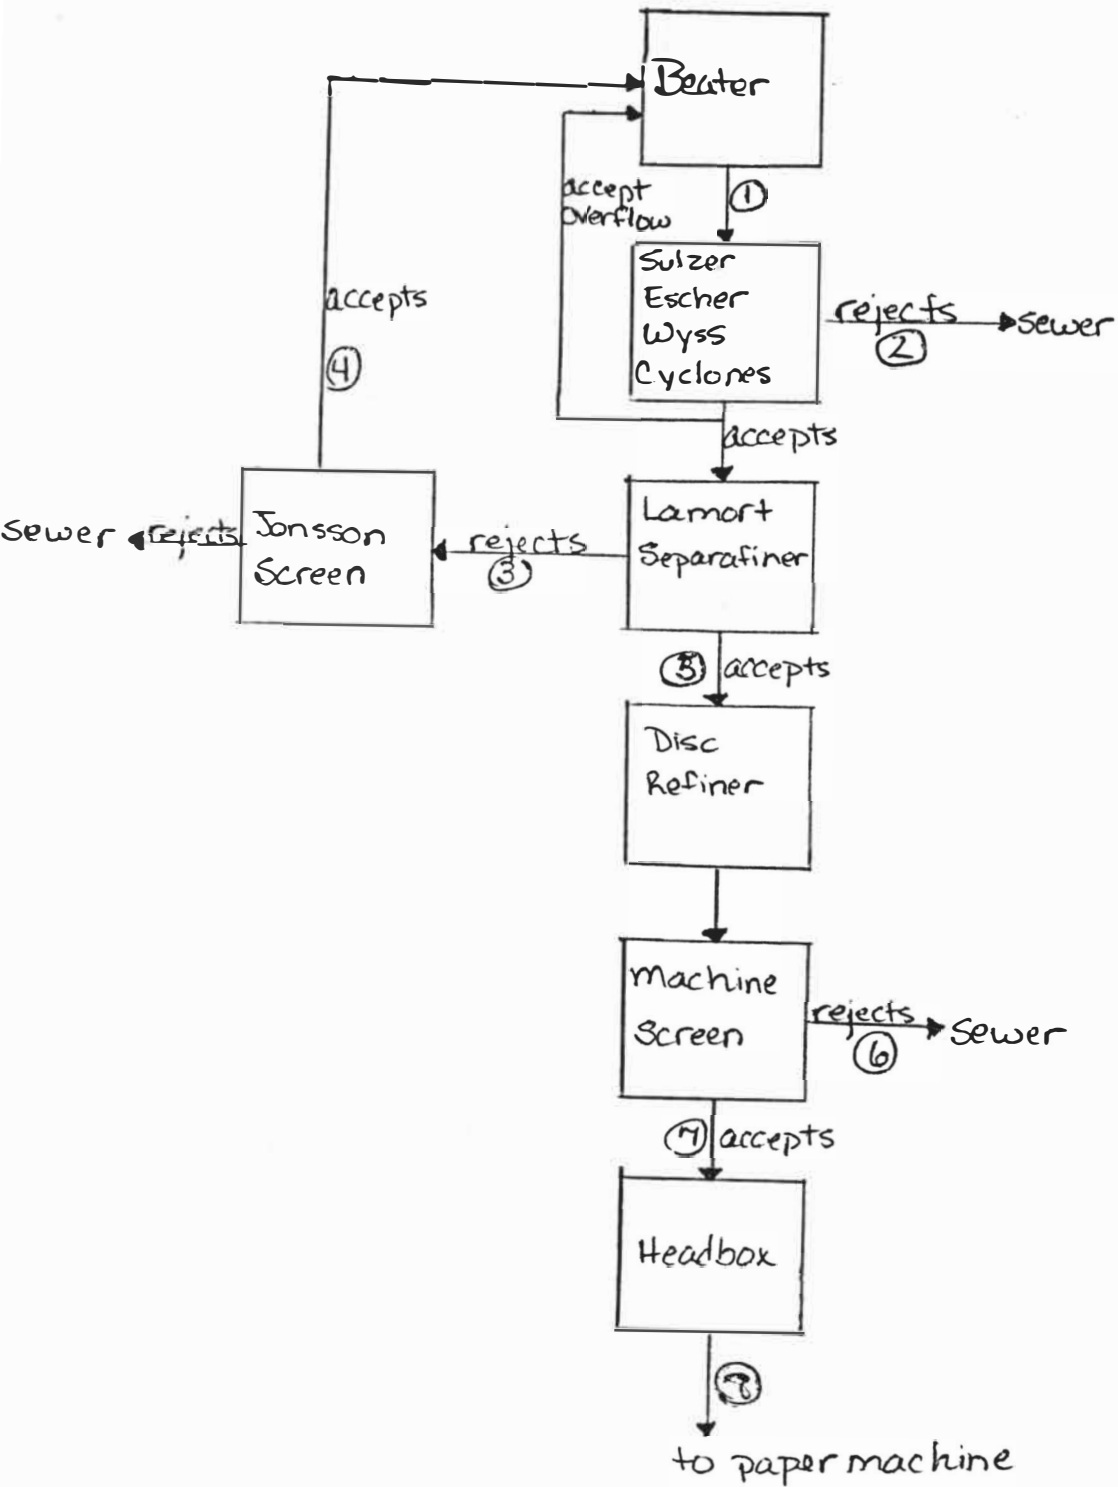 Beater
accept
overflow
1
Sulzer
Escher
Wyss
Cyclones
rejects
2
sewer
accepts
4
accepts
Lamort
Separafiner
rejects
3
Jonsson
Screen
rejects
sewer
5
accepts
Disc
Refiner
Machine
Screen
rejects
6
sewer
7
accepts
Headbox
to paper machine